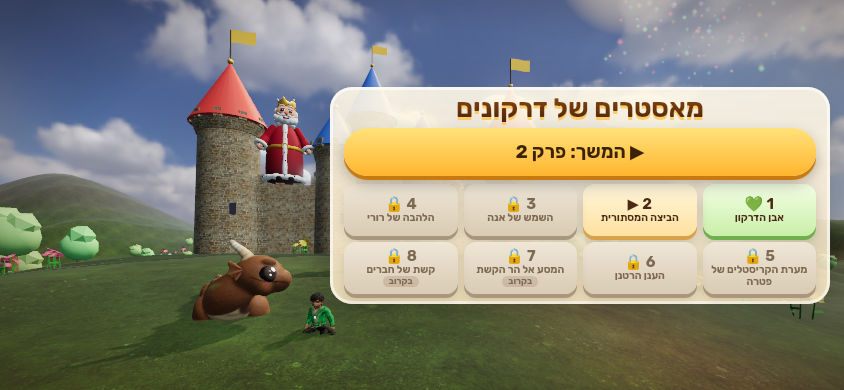 מאסטרים של דרקונים
▶ המשך: פרק 2
💚 1
אבן הדרקון
▶ 2
הביצה המסתורית
🔒 3
השמש של אנה
🔒 4
הלהבה של רורי
🔒 5
מערת הקריסטלים של
פטרה
🔒 6
הענן הרטנן
🔒 7
המסע אל הר הקשת
בקרוב
🔒 8
קשת של חברים
בקרוב